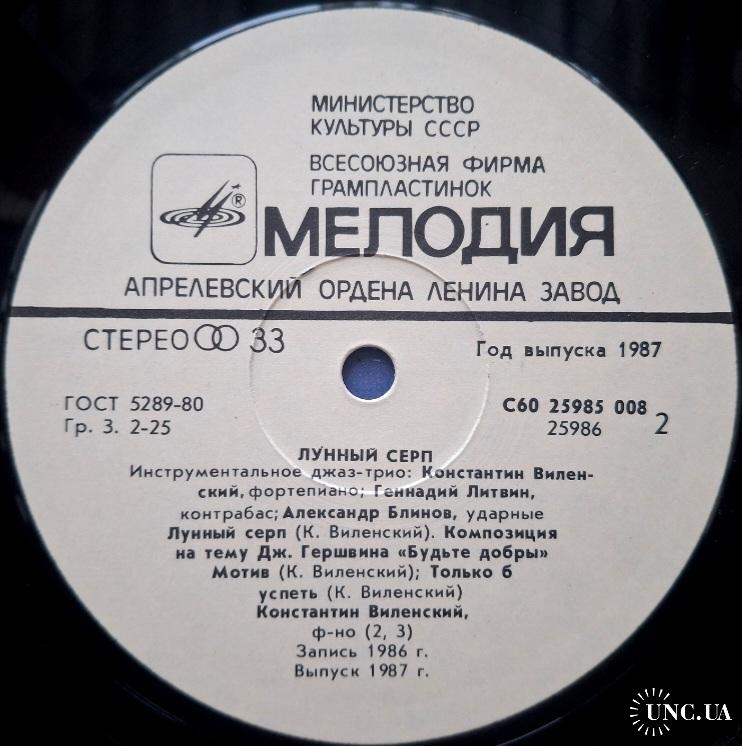 МИНИСТЕРСТВО
КУЛЬТУРЫ СССР
ВСЕСОЮЗНАЯ ФИРМА
ГРАМПЛАСТИНОК
®
МЕЛОДИЯ
АПРЕЛЕВСКИЙ ОРДЕНА ЛЕНИНА ЗАВОД
СТЕРЕО 33
Год выпуска 1987
ГОСТ 5289-80
Гр. 3. 2-25
С60 25985 008
25986
2
ЛУННЫЙ СЕРП
Инструментальное джаз-трио: Константин Вилен-
ский, фортепиано; Геннадий Литвин,
контрабас; Александр Блинов, ударные
Лунный серп (К. Виленский). Композиция
на тему Дж. Гершвина «Будьте добры»
Мотив (К. Виленский); Только б
успеть (К. Виленский)
Константин Виленский,
ф-но (2, 3)
Запись 1986 г.
Выпуск 1987 г.
UNC.UA